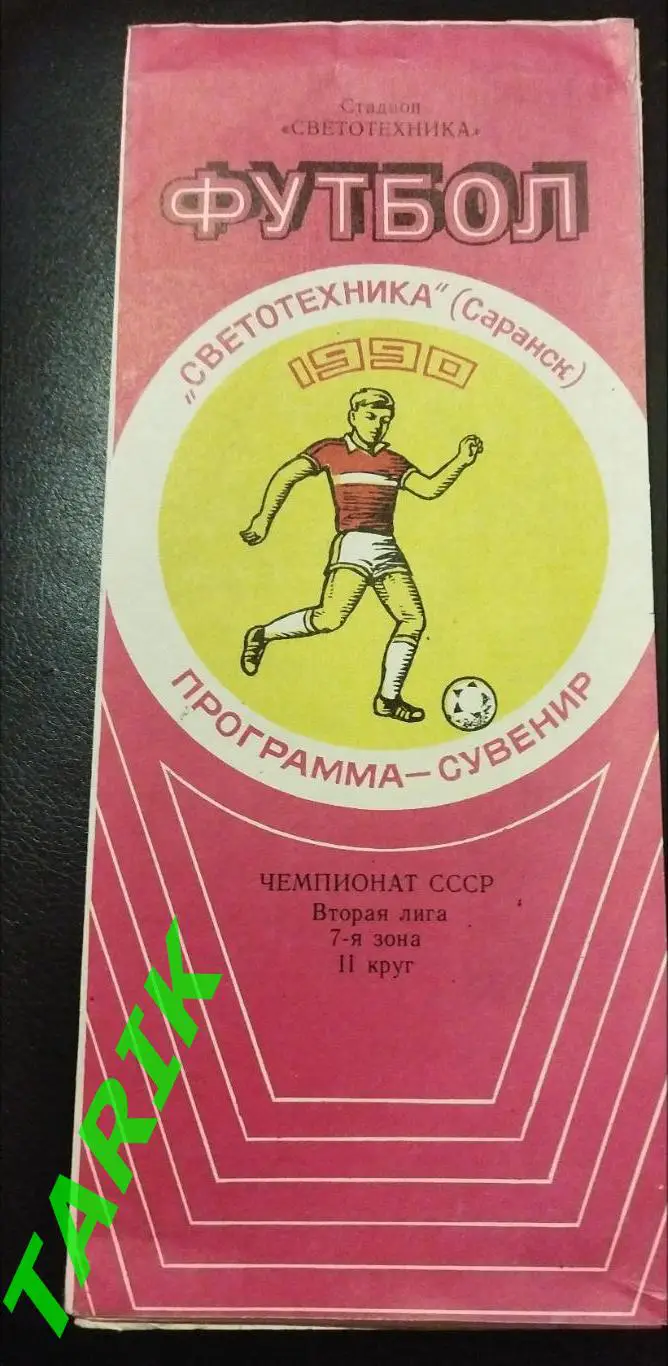 Стадион
«СВЕТОТЕХНИКА»
ФУТБОЛ
„СВЕТОТЕХНИКА" (Саранск)
1990
ПРОГРАММА—СУВЕНИР
ЧЕМПИОНАТ СССР
Вторая лига
7-я зона
II круг
TARIK